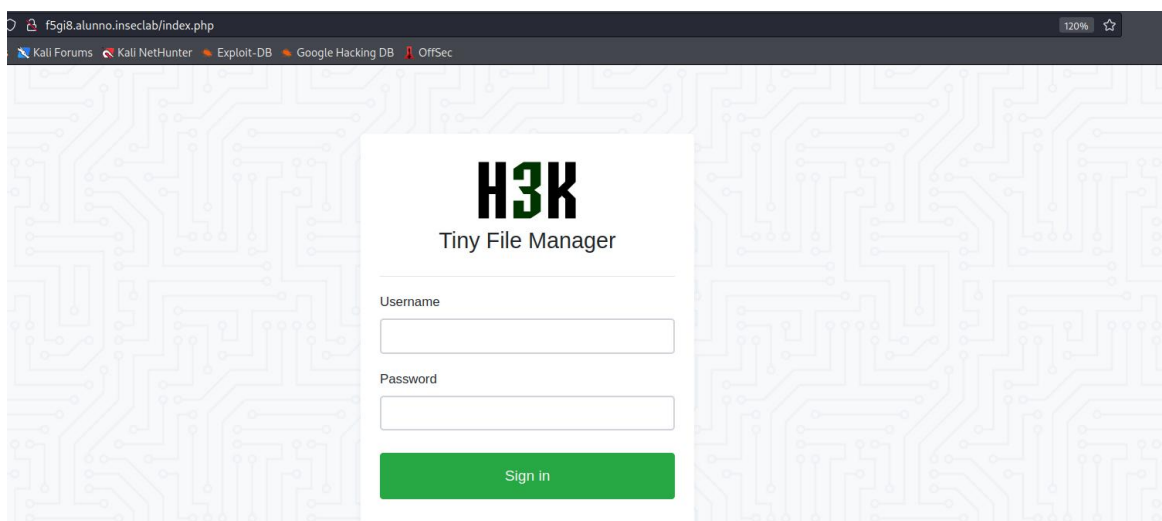 f5gi8.alunno.inseclab/index.php 120%
Kali Forums Kali NetHunter Exploit-DB Google Hacking DB OffSec
H3K
Tiny File Manager
Username
Password
Sign in